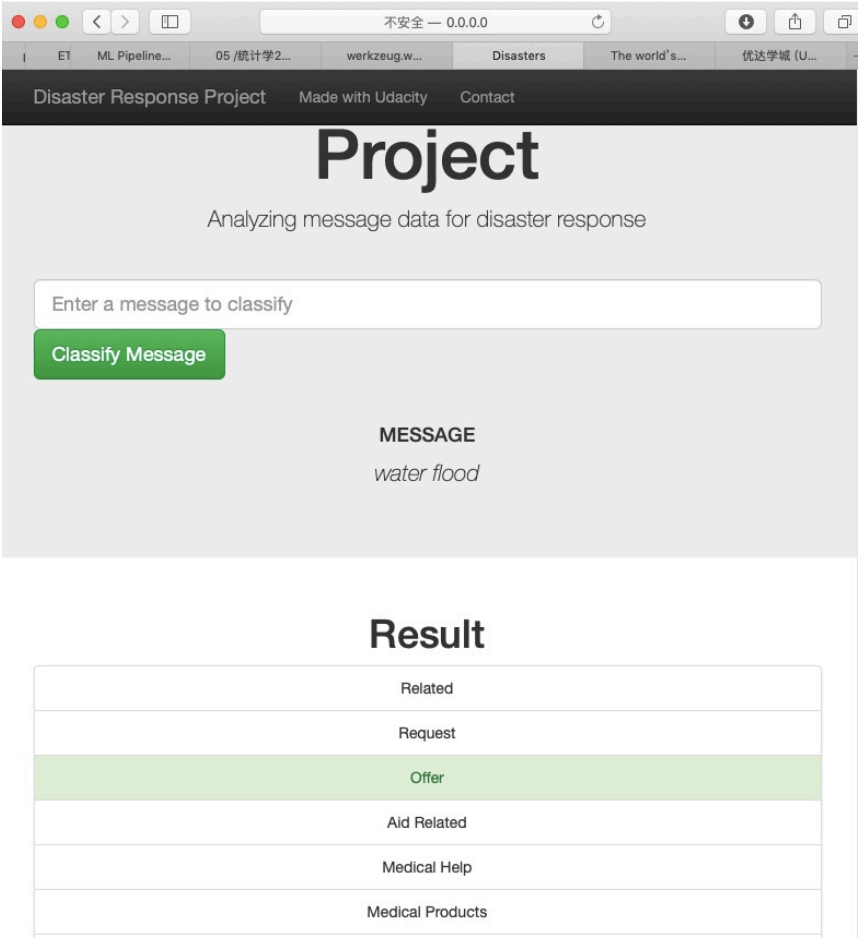 不安全 — 0.0.0.0
ET ML Pipeline... 05 /统计学2... werkzeug.w... Disasters The world's... 优达学城 (U...
Disaster Response Project Made with Udacity Contact
Project
Analyzing message data for disaster response
Enter a message to classify
Classify Message
MESSAGE
water flood
Result
Related
Request
Offer
Aid Related
Medical Help
Medical Products